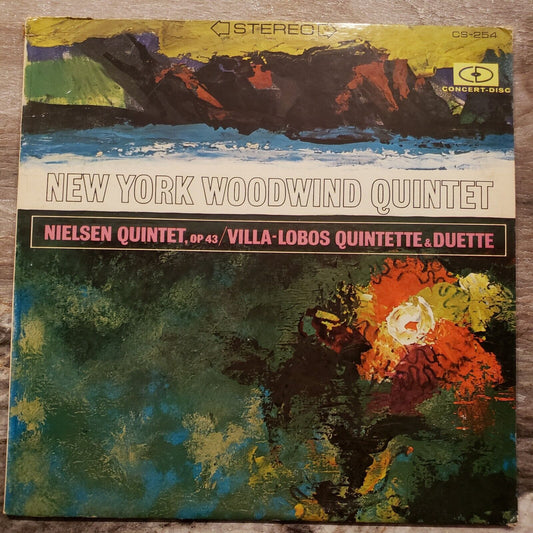 STEREO
CS-254
CONCERT-DISC
NEW YORK WOODWIND QUINTET
NIELSEN QUINTET, OP 43/VILLA-LOBOS QUINTETTE & DUETTE